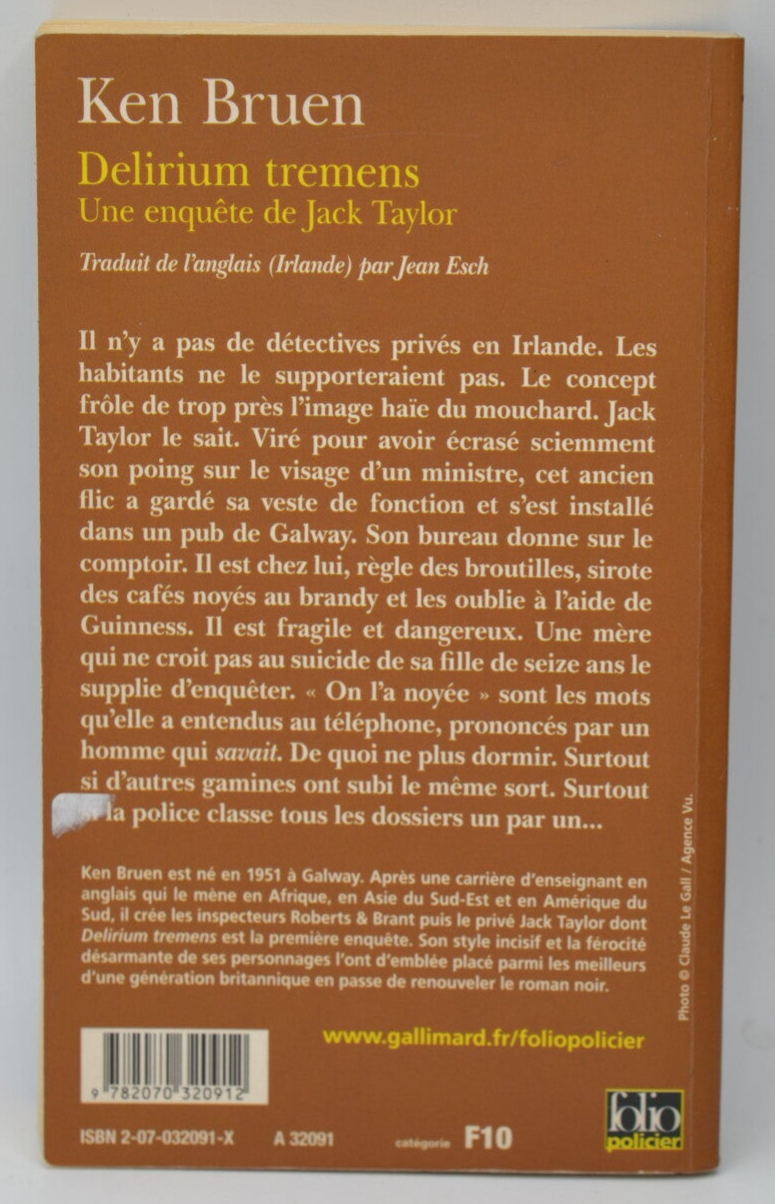 Ken Bruen
Delirium tremens
Une enquête de Jack Taylor
Traduit de l'anglais (Irlande) par Jean Esch
Il n'y a pas de détectives privés en Irlande. Les
habitants ne le supporteraient pas. Le concept
frôle de trop près l'image haïe du mouchard. Jack
Taylor le sait. Viré pour avoir écrasé sciemment
son poing sur le visage d'un ministre, cet ancien
flic a gardé sa veste de fonction et s'est installé
dans un pub de Galway. Son bureau donne sur le
comptoir. Il est chez lui, règle des broutilles, sirote
des cafés noyés au brandy et les oublie à l'aide de
Guinness. Il est fragile et dangereux. Une mère
qui ne croit pas au suicide de sa fille de seize ans le
supplie d'enquêter. « On l'a noyée » sont les mots
qu'elle a entendus au téléphone, prononcés par un
homme qui savait. De quoi ne plus dormir. Surtout
si d'autres gamines ont subi le même sort. Surtout
la police classe tous les dossiers un par un...
Ken Bruen est né en 1951 à Galway. Après une carrière d'enseignant en
anglais qui le mène en Afrique, en Asie du Sud-Est et en Amérique du
Sud, il crée les inspecteurs Roberts & Brant puis le privé Jack Taylor dont
Delirium tremens est la première enquête. Son style incisif et la férocité
désarmante de ses personnages l'ont d'emblée placé parmi les meilleurs
d'une génération britannique en passe de renouveler le roman noir.
Photo © Claude Le Gall / Agence Vu.
www.gallimard.fr/foliopolicier
9 782070 320912
ISBN 2-07-032091-X A 32091 catégorie F10
folio
policier